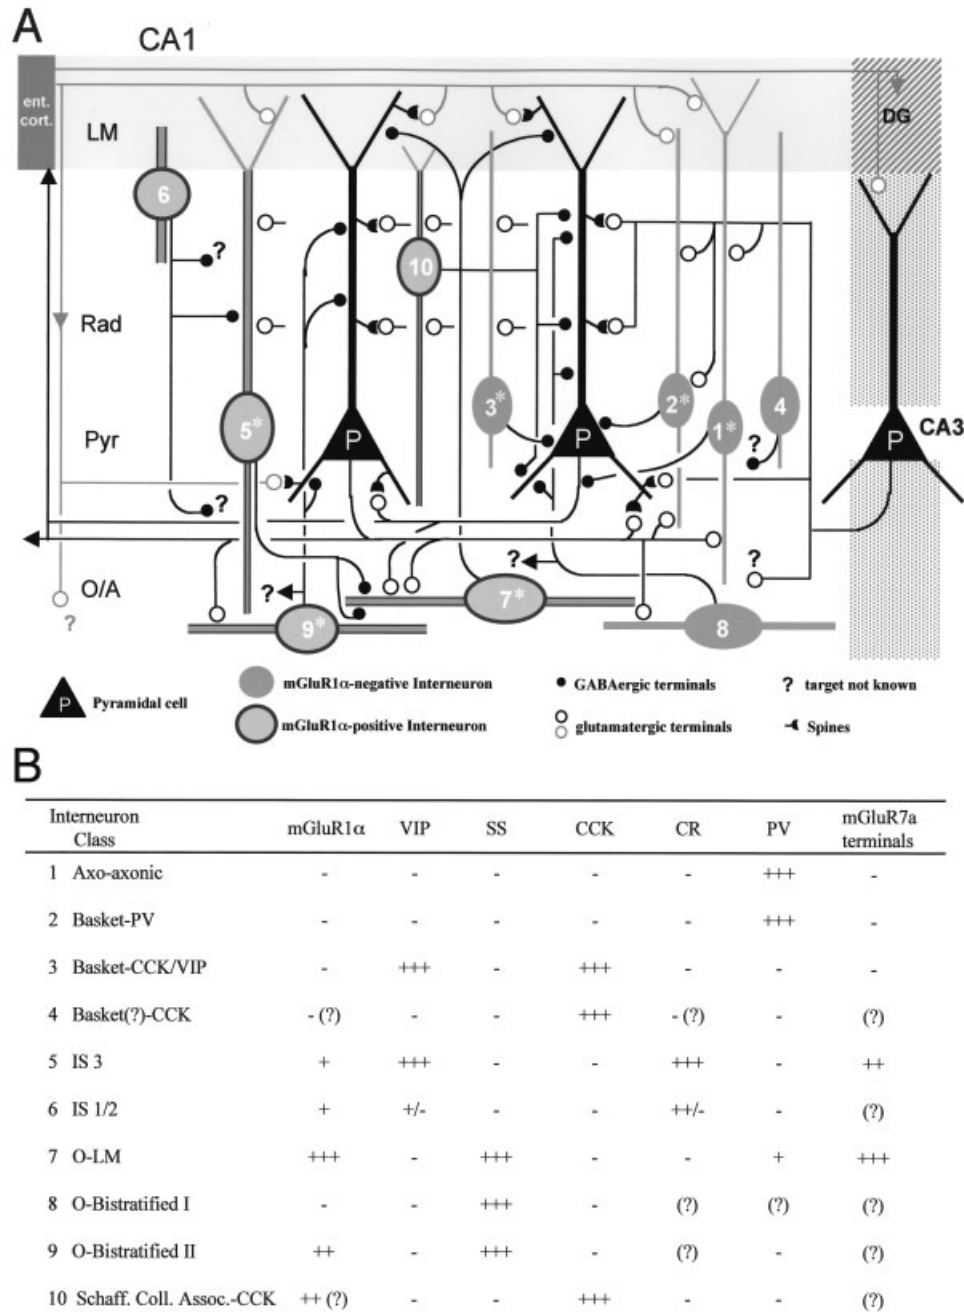 A
CA1
ent.
cort.
LM
DG
6
?
10
Rad
5*
3*
2*
1*
4
Pyr
P
P
P
CA3
?
?
?
?
?
O/A
?
?
9*
7*
8
P Pyramidal cell
mGluR1α-negative Interneuron
mGluR1α-positive Interneuron
GABAergic terminals
glutamatergic terminals
? target not known
Spines
B
Interneuron Class mGluR1α VIP SS CCK CR PV mGluR7a terminals
1 Axo-axonic - - - - - +++ -
2 Basket-PV - - - - - +++ -
3 Basket-CCK/VIP - +++ - +++ - - -
4 Basket(?)-CCK - (?) - - +++ - (?) - (?)
5 IS 3 + +++ - - +++ - ++
6 IS 1/2 + +/- - - ++/- - (?)
7 O-LM +++ - +++ - - + +++
8 O-Bistratified I - - +++ - (?) (?) (?)
9 O-Bistratified II ++ - +++ - (?) - (?)
10 Schaff. Coll. Assoc.-CCK ++ (?) - - +++ - - (?)